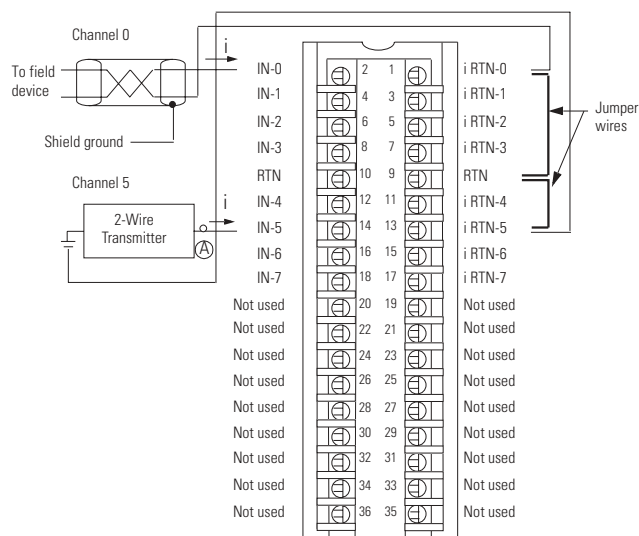 Channel 0
i
To field
device
Shield ground
Channel 5
i
2-Wire
Transmitter
A
Jumper
wires
IN-0 2 1 i RTN-0
IN-1 4 3 i RTN-1
IN-2 6 5 i RTN-2
IN-3 8 7 i RTN-3
RTN 10 9 RTN
IN-4 12 11 i RTN-4
IN-5 14 13 i RTN-5
IN-6 16 15 i RTN-6
IN-7 18 17 i RTN-7
Not used 20 19 Not used
Not used 22 21 Not used
Not used 24 23 Not used
Not used 26 25 Not used
Not used 28 27 Not used
Not used 30 29 Not used
Not used 32 31 Not used
Not used 34 33 Not used
Not used 36 35 Not used